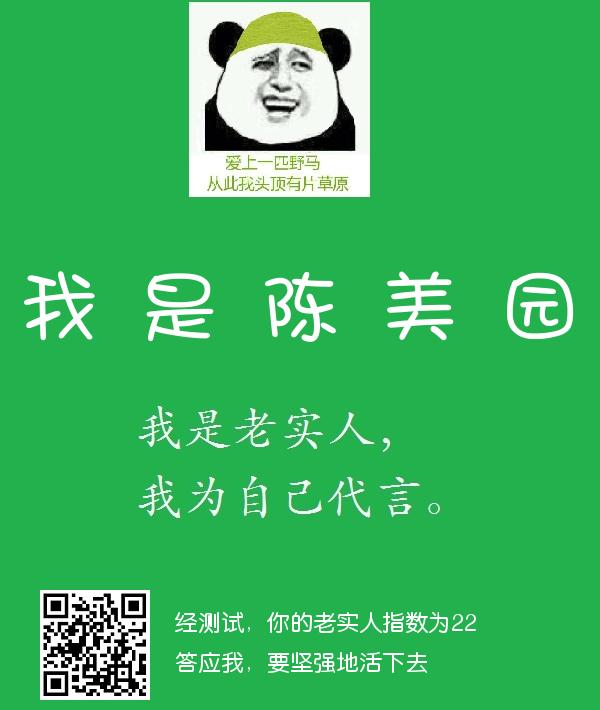 爱上一匹野马
从此我头顶有片草原
我是陈美园
我是老实人，
我为自己代言。
经测试，你的老实人指数为22
答应我，要坚强地活下去